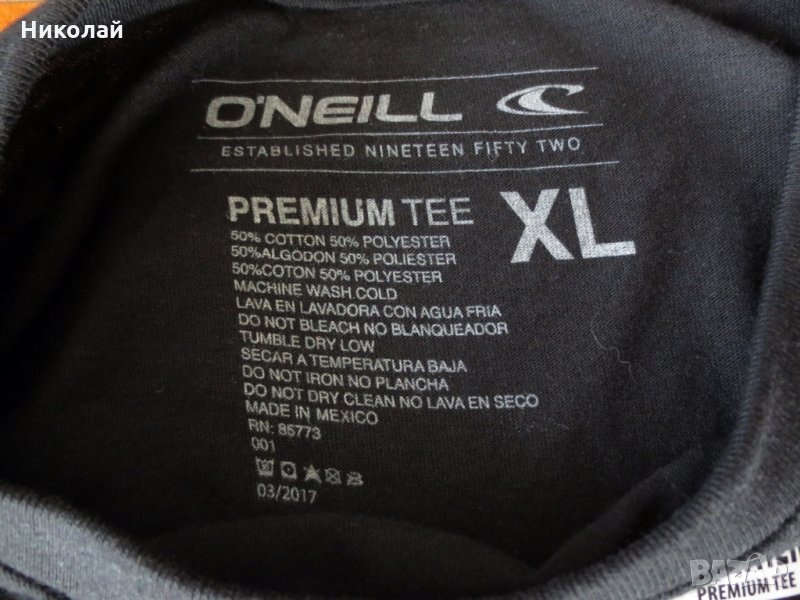 Николай
O'NEILL
ESTABLISHED NINETEEN FIFTY TWO
PREMIUM TEE XL
50% COTTON 50% POLYESTER
50%ALGODON 50% POLIESTER
50%COTON 50% POLYESTER
MACHINE WASH COLD
LAVA EN LAVADORA CON AGUA FRIA
DO NOT BLEACH NO BLANQUEADOR
TUMBLE DRY LOW
SECAR A TEMPERATURA BAJA
DO NOT IRON NO PLANCHA
DO NOT DRY CLEAN NO LAVA EN SECO
MADE IN MEXICO
RN: 85773
001
03/2017
PREMIUM TEE